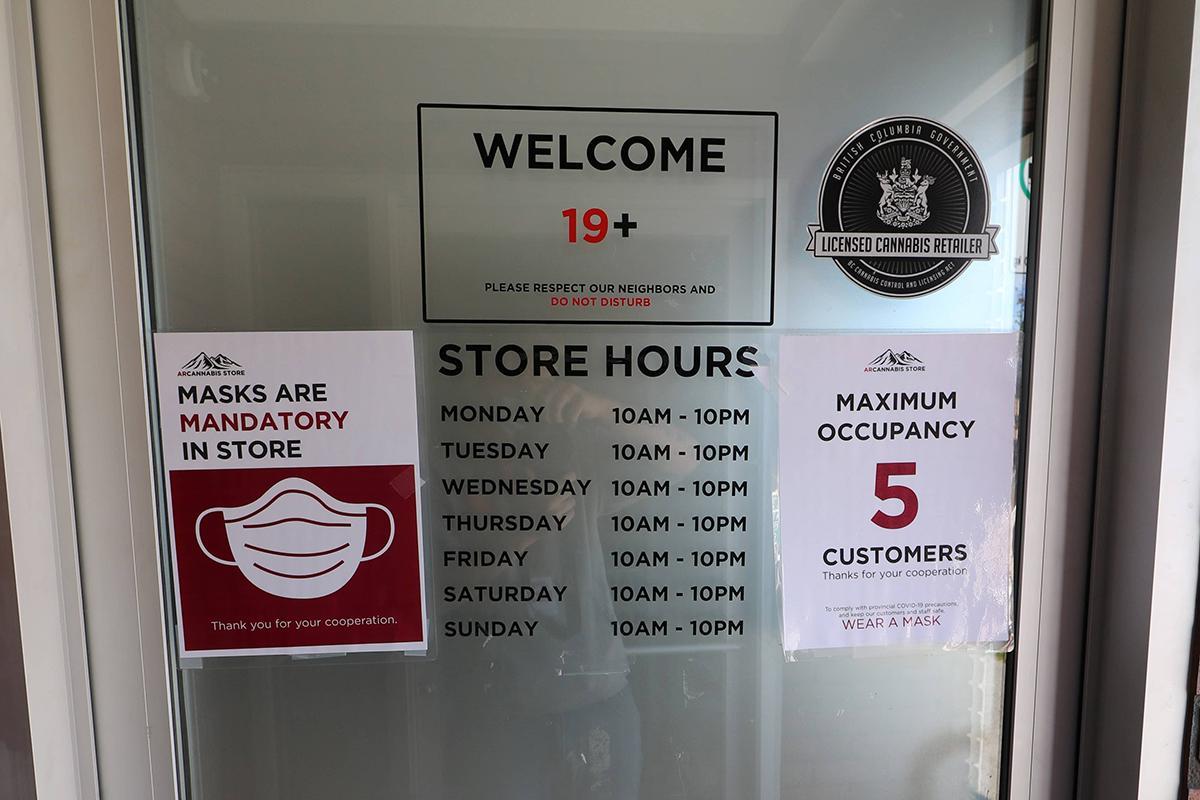 WELCOME
19+
PLEASE RESPECT OUR NEIGHBORS AND
DO NOT DISTURB
BRITISH COLUMBIA GOVERNMENT
LICENSED CANNABIS RETAILER
BC CANNABIS CONTROL AND LICENSING ACT
ARCANNABIS STORE
MASKS ARE
MANDATORY
IN STORE
Thank you for your cooperation.
STORE HOURS
MONDAY 10AM - 10PM
TUESDAY 10AM - 10PM
WEDNESDAY 10AM - 10PM
THURSDAY 10AM - 10PM
FRIDAY 10AM - 10PM
SATURDAY 10AM - 10PM
SUNDAY 10AM - 10PM
ARCANNABIS STORE
MAXIMUM
OCCUPANCY
5
CUSTOMERS
Thanks for your cooperation
To comply with provincial COVID-19 precautions,
and keep our customers and staff safe,
WEAR A MASK